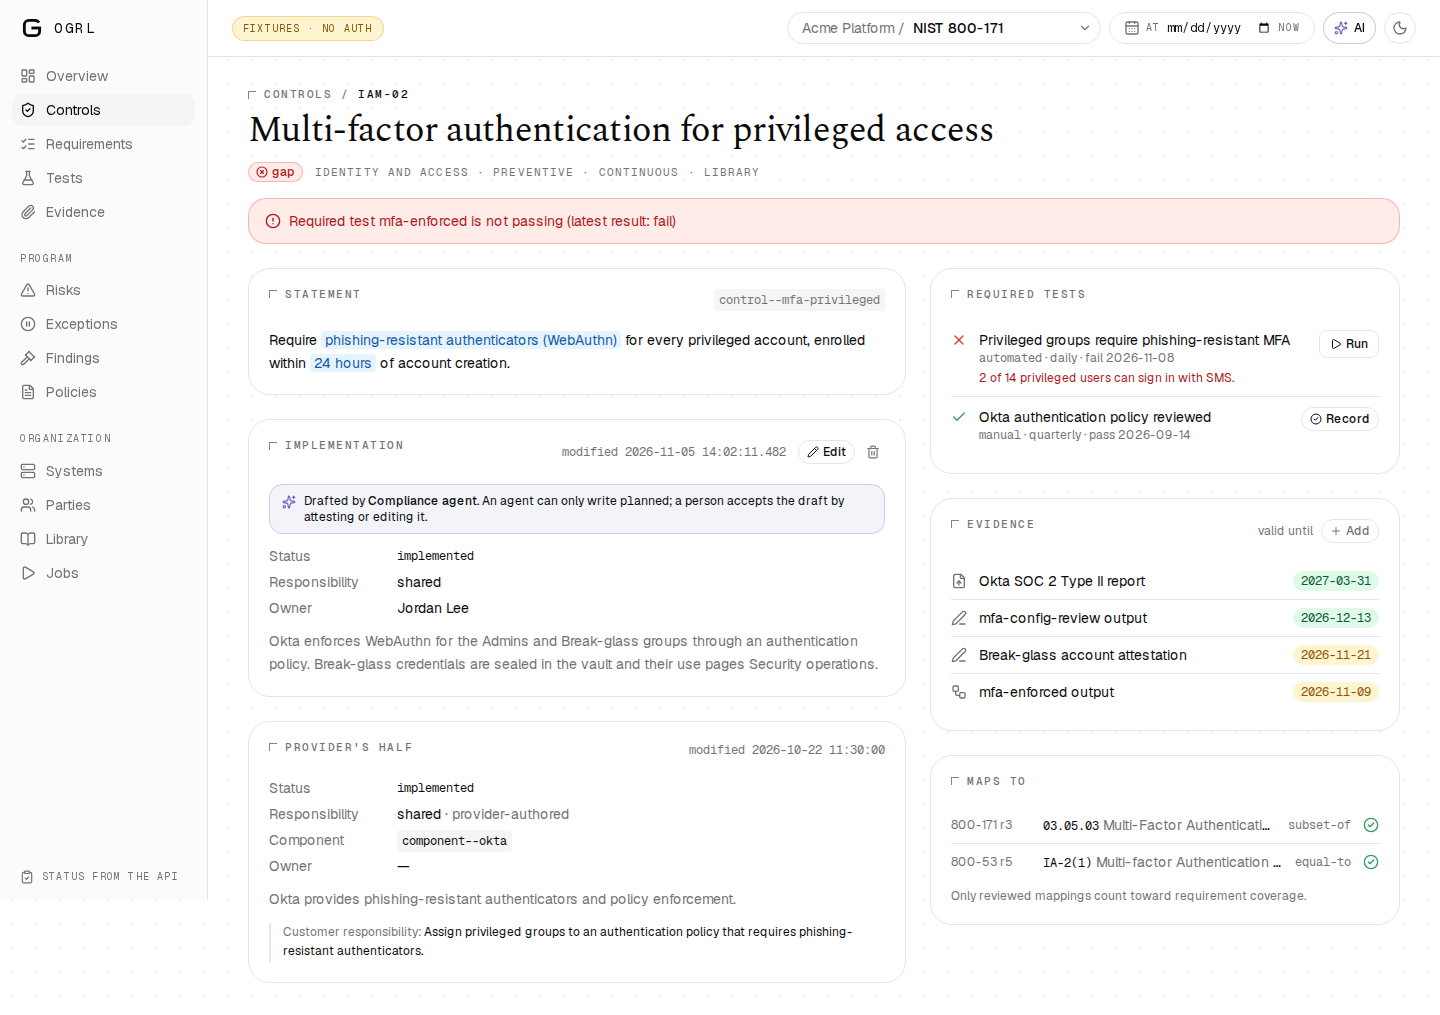 OGRL
FIXTURES · NO AUTH
Acme Platform / NIST 800-171
AT mm/dd/yyyy NOW
AI
Overview
Controls
Requirements
Tests
Evidence
PROGRAM
Risks
Exceptions
Findings
Policies
ORGANIZATION
Systems
Parties
Library
Jobs
STATUS FROM THE API
CONTROLS / IAM-02
Multi-factor authentication for privileged access
gap IDENTITY AND ACCESS · PREVENTIVE · CONTINUOUS · LIBRARY
Required test mfa-enforced is not passing (latest result: fail)
STATEMENT
control--mfa-privileged
Require phishing-resistant authenticators (WebAuthn) for every privileged account, enrolled
within 24 hours of account creation.
IMPLEMENTATION
modified 2026-11-05 14:02:11.482 Edit
Drafted by Compliance agent. An agent can only write planned; a person accepts the draft by
attesting or editing it.
Status implemented
Responsibility shared
Owner Jordan Lee
Okta enforces WebAuthn for the Admins and Break-glass groups through an authentication
policy. Break-glass credentials are sealed in the vault and their use pages Security operations.
PROVIDER'S HALF
modified 2026-10-22 11:30:00
Status implemented
Responsibility shared · provider-authored
Component component--okta
Owner —
Okta provides phishing-resistant authenticators and policy enforcement.
Customer responsibility: Assign privileged groups to an authentication policy that requires phishing-
resistant authenticators.
REQUIRED TESTS
Privileged groups require phishing-resistant MFA Run
automated · daily · fail 2026-11-08
2 of 14 privileged users can sign in with SMS.
Okta authentication policy reviewed Record
manual · quarterly · pass 2026-09-14
EVIDENCE
valid until + Add
Okta SOC 2 Type II report 2027-03-31
mfa-config-review output 2026-12-13
Break-glass account attestation 2026-11-21
mfa-enforced output 2026-11-09
MAPS TO
800-171 r3 03.05.03 Multi-Factor Authenticati… subset-of
800-53 r5 IA-2(1) Multi-factor Authentication … equal-to
Only reviewed mappings count toward requirement coverage.